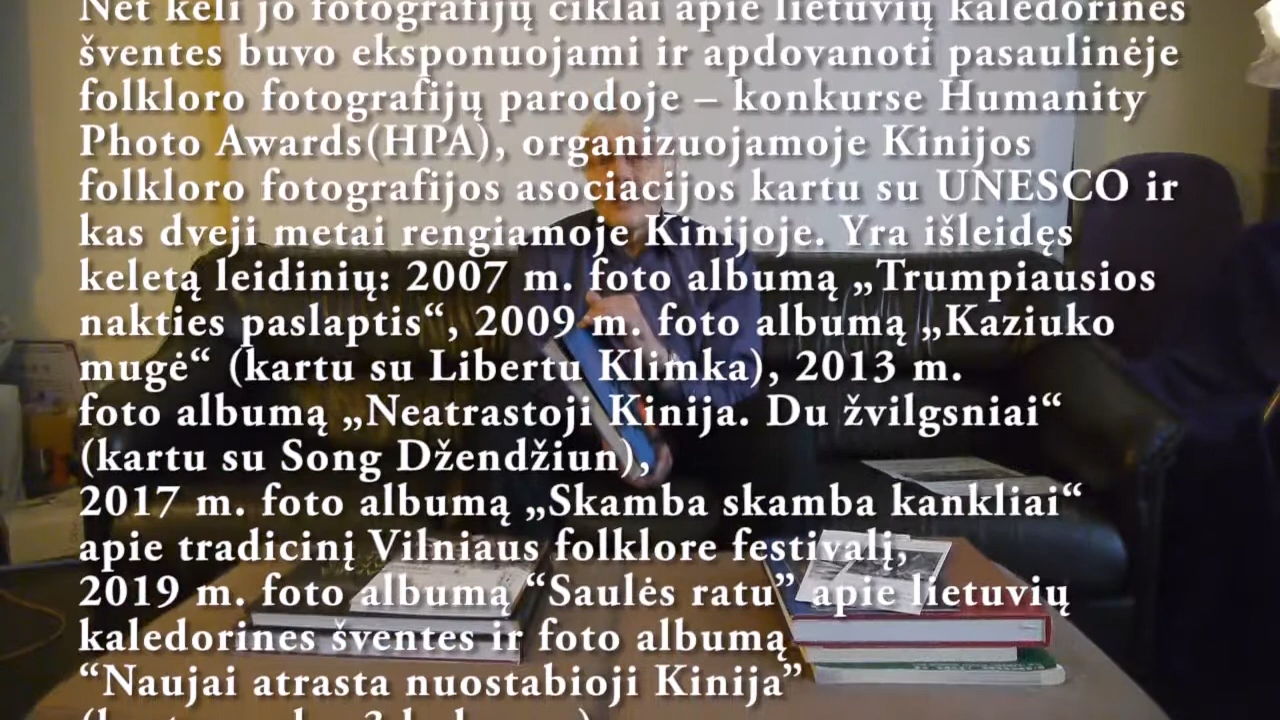 Net keli jo fotografijų ciklai apie lietuvių kaledorines
šventes buvo eksponuojami ir apdovanoti pasaulinėje
folkloro fotografijų parodoje – konkurse Humanity
Photo Awards(HPA), organizuojamoje Kinijos
folkloro fotografijos asociacijos kartu su UNESCO ir
kas dveji metai rengiamoje Kinijoje. Yra išleidęs
keletą leidinių: 2007 m. foto albumą „Trumpiausios
nakties paslaptis“, 2009 m. foto albumą „Kaziuko
mugė“ (kartu su Libertu Klimka), 2013 m.
foto albumą „Neatrastoji Kinija. Du žvilgsniai“
(kartu su Song Džendžiun),
2017 m. foto albumą „Skamba skamba kankliai“
apie tradicinį Vilniaus folklore festivalį,
2019 m. foto albumą “Saulės ratu” apie lietuvių
kaledorines šventes ir foto albumą
“Naujai atrasta nuostabioji Kinija”